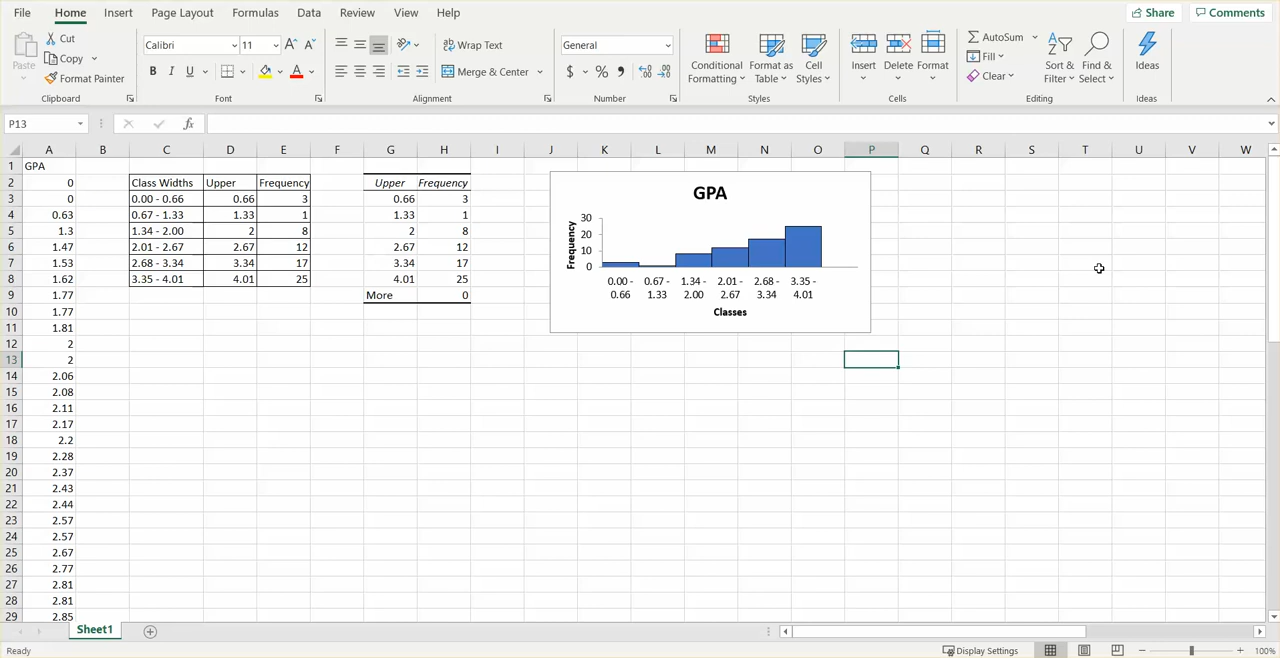 File Home Insert Page Layout Formulas Data Review View Help Share Comments
Paste Cut Copy Format Painter Clipboard
Calibri 11 A A B I U A Font
Wrap Text Merge & Center Alignment
General $ % , Number
Conditional Formatting Format as Table Cell Styles Styles
Insert Delete Format Cells
AutoSum Fill Clear Sort & Filter Find & Select Editing
Ideas Ideas
P13 fx
A B C D E F G H I J K L M N O P Q R S T U V W
1 GPA
2 0 Class Widths Upper Frequency Upper Frequency
3 0 0.00 - 0.66 0.66 3 0.66 3
4 0.63 0.67 - 1.33 1.33 1 1.33 1
5 1.3 1.34 - 2.00 2 8 2 8
6 1.47 2.01 - 2.67 2.67 12 2.67 12
7 1.53 2.68 - 3.34 3.34 17 3.34 17
8 1.62 3.35 - 4.01 4.01 25 4.01 25
9 1.77 More 0
10 1.77
11 1.81
12 2
13 2
14 2.06
15 2.08
16 2.11
17 2.17
18 2.2
19 2.28
20 2.37
21 2.43
22 2.44
23 2.57
24 2.57
25 2.67
26 2.77
27 2.81
28 2.81
29 2.85
GPA
Frequency
30
20
10
0
0.00 - 0.67 - 1.34 - 2.01 - 2.68 - 3.35 -
0.66 1.33 2.00 2.67 3.34 4.01
Classes
Sheet1
Ready Display Settings 100%